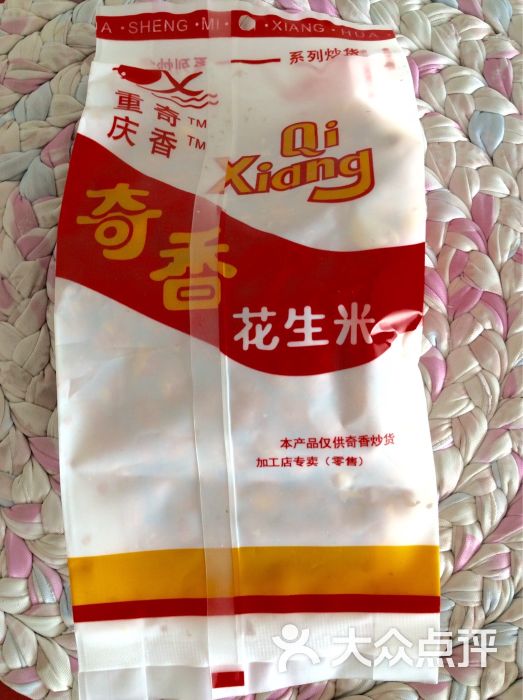 A·SHENG·MI·XIANG·HUA
系列炒货
重奇™
庆香™
Qi
Xiang
奇香
花生米
本产品仅供奇香炒货
加工店专卖（零售）
大众点评